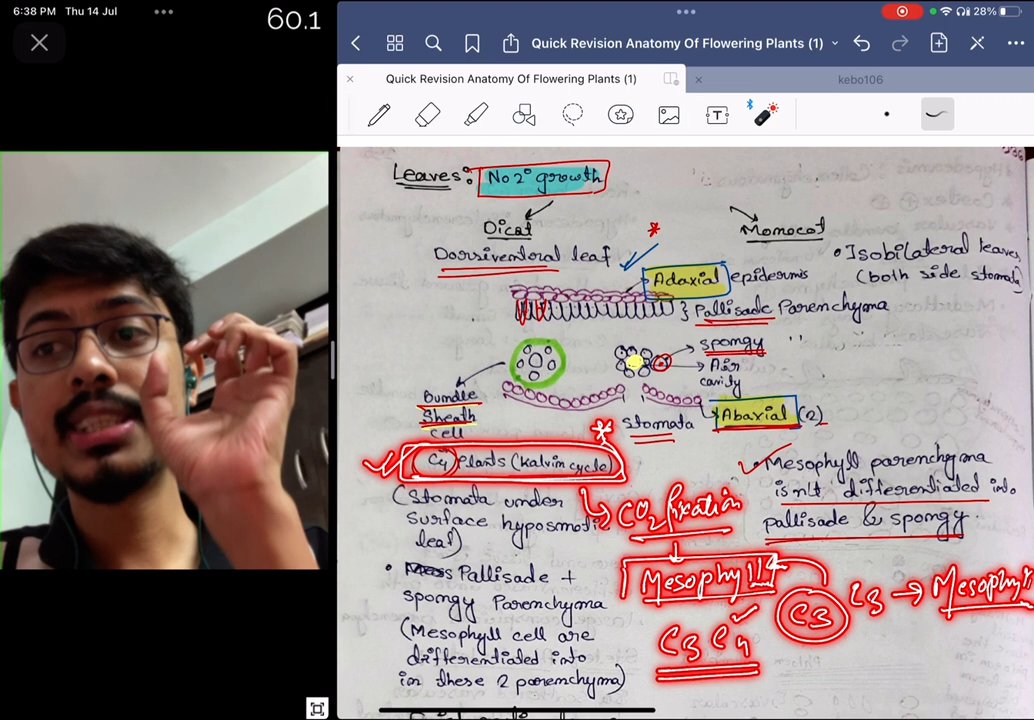 6:38 PM Thu 14 Jul
60.1
28%
Quick Revision Anatomy Of Flowering Plants (1)
Quick Revision Anatomy Of Flowering Plants (1)
kebo106
Leaves: No 2° growth
Dicot
Monocot
Dorsiventoral leaf
• Isobilateral leaves
(both side stomata)
Adaxial epidermis
} Pallisade Parenchyma
spongy " "
Air
cavity
Bundle
Sheath
cell
Stomata
Abaxial (2)
C4 plants (Kalvin cycle)
• Mesophyll parenchyma
isn't differentiated into
pallisade & spongy.
(Stomata under
surface hyposmotic
leaf)
CO2 fixation
Mesophyll
C3
C3 → Mesophyll
C3 C4
• Pallisade +
spongy Parenchyma
(Mesophyll cell are
differentiated into
in these 2 parenchyma)